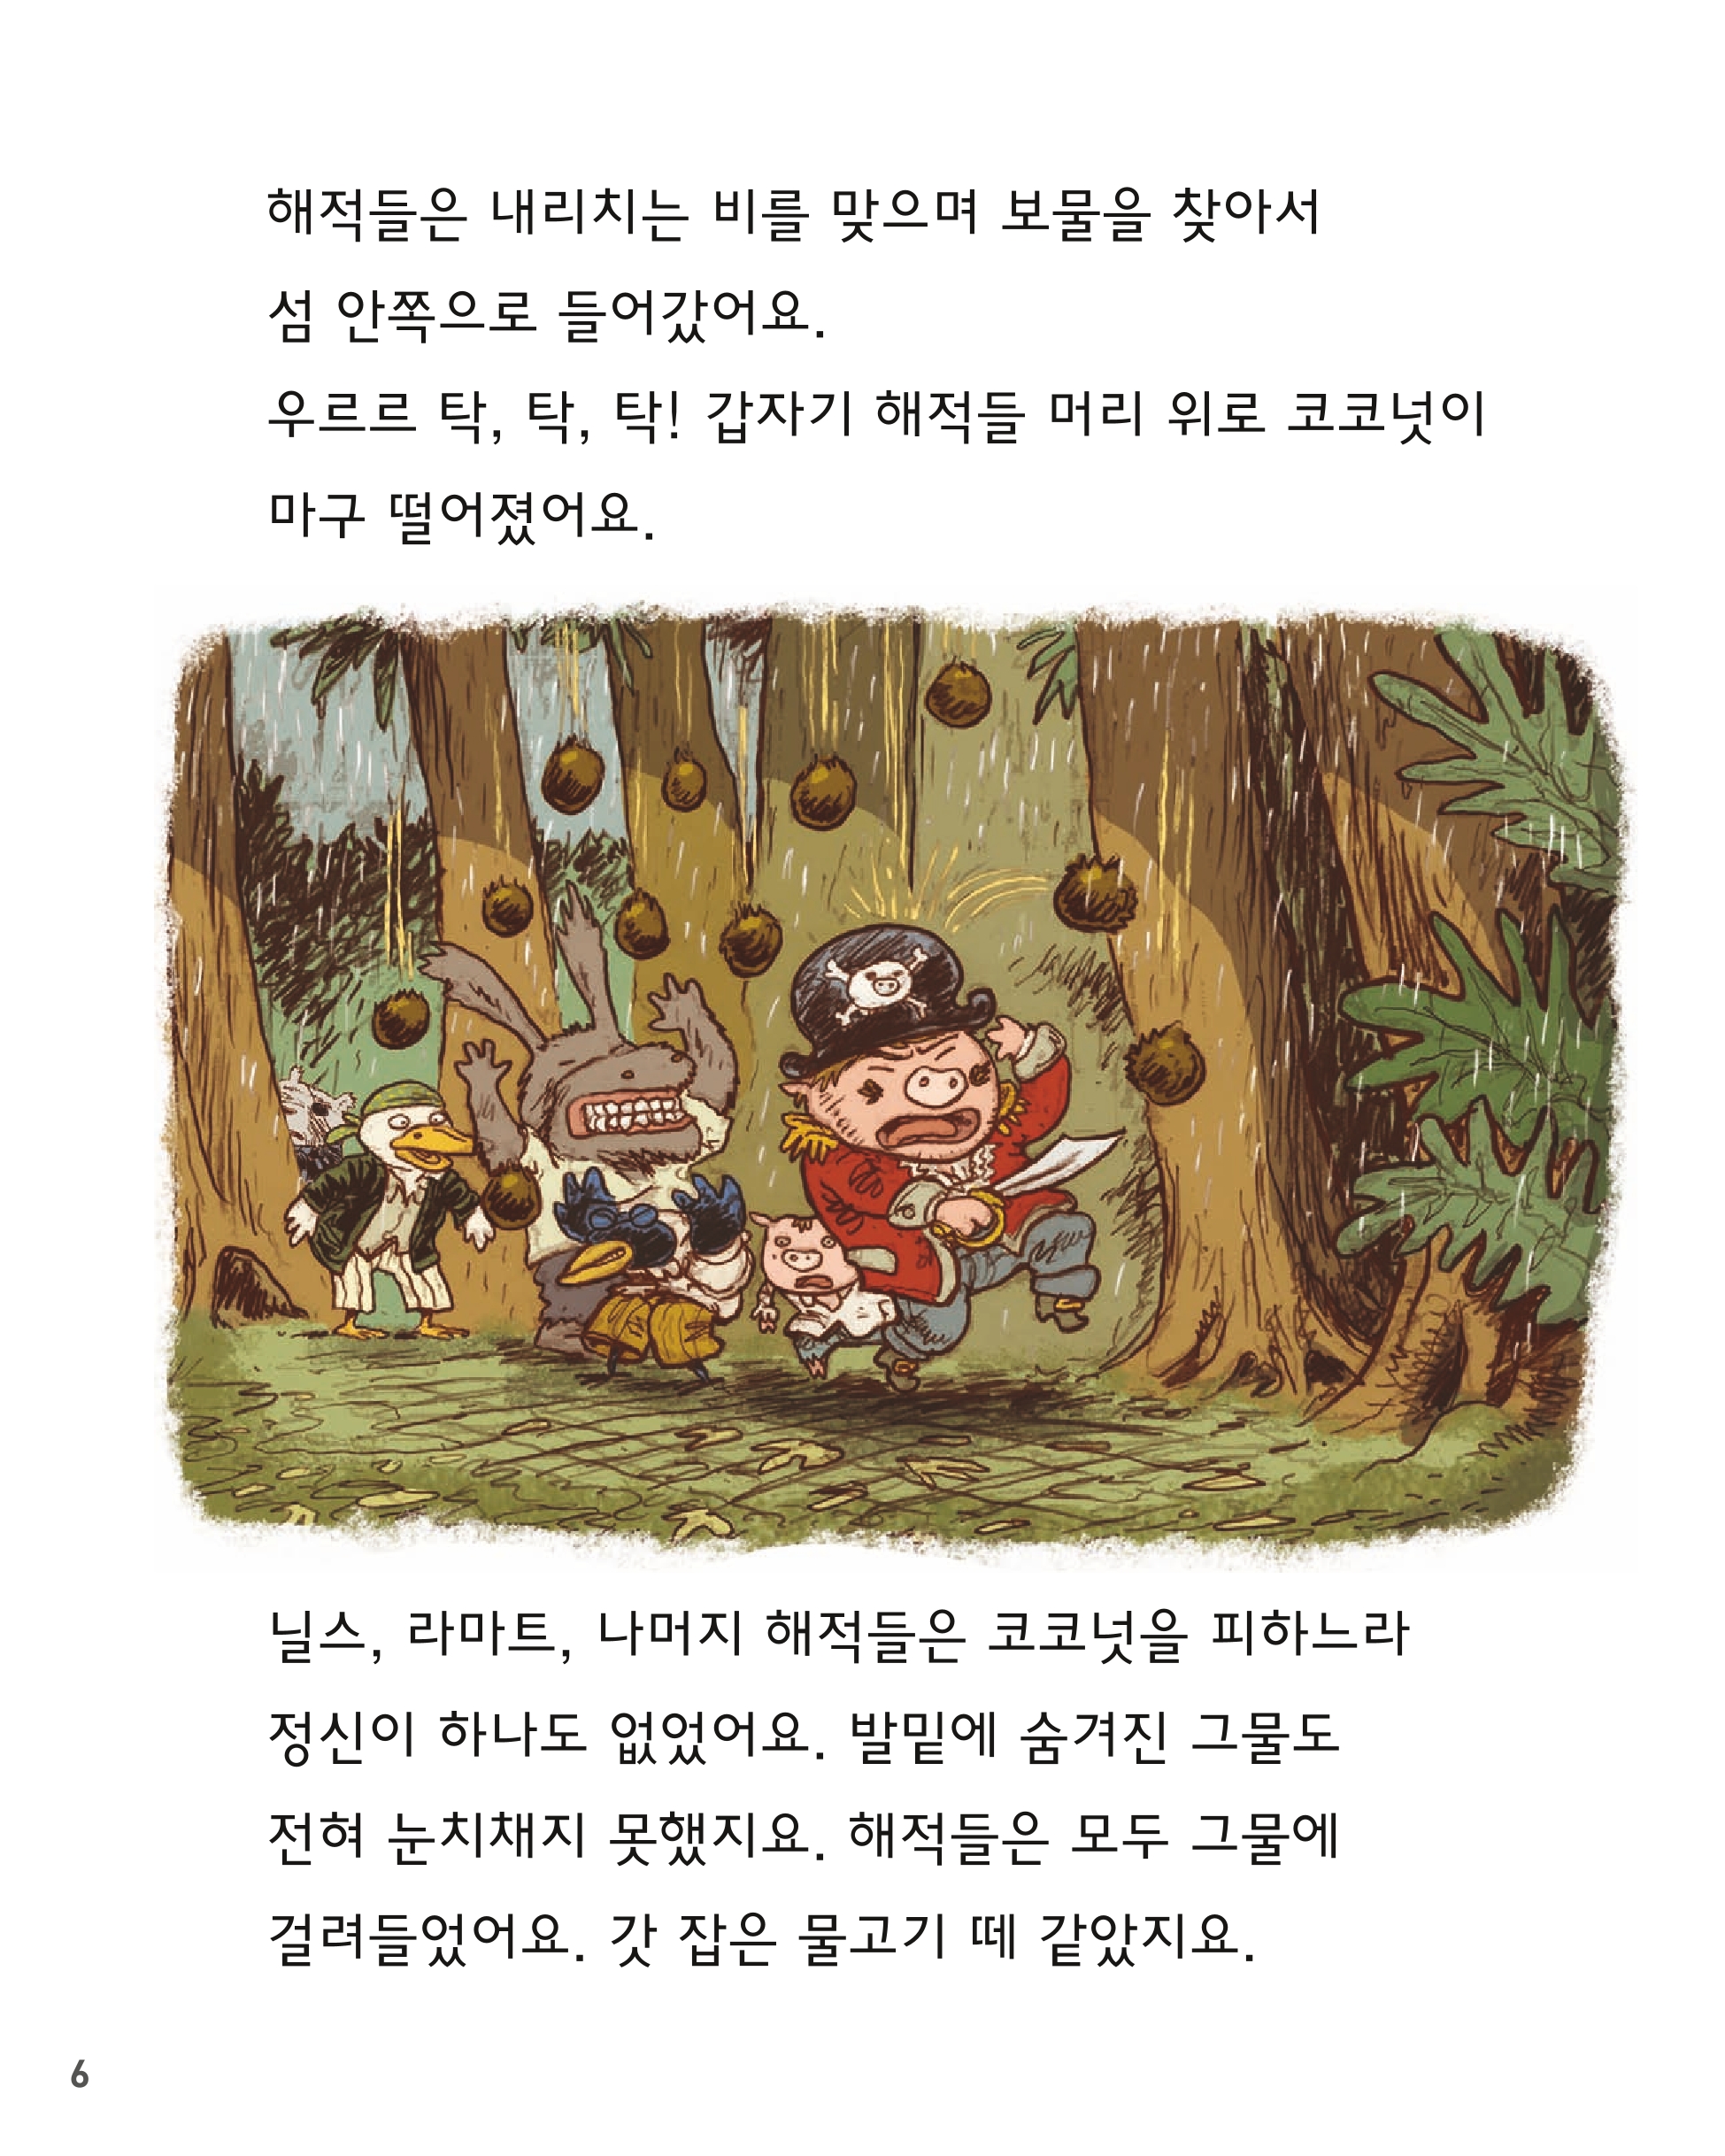 해적들은 내리치는 비를 맞으며 보물을 찾아서
섬 안쪽으로 들어갔어요.
우르르 탁, 탁, 탁! 갑자기 해적들 머리 위로 코코넛이
마구 떨어졌어요.
닐스, 라마트, 나머지 해적들은 코코넛을 피하느라
정신이 하나도 없었어요. 발밑에 숨겨진 그물도
전혀 눈치채지 못했지요. 해적들은 모두 그물에
걸려들었어요. 갓 잡은 물고기 떼 같았지요.
6